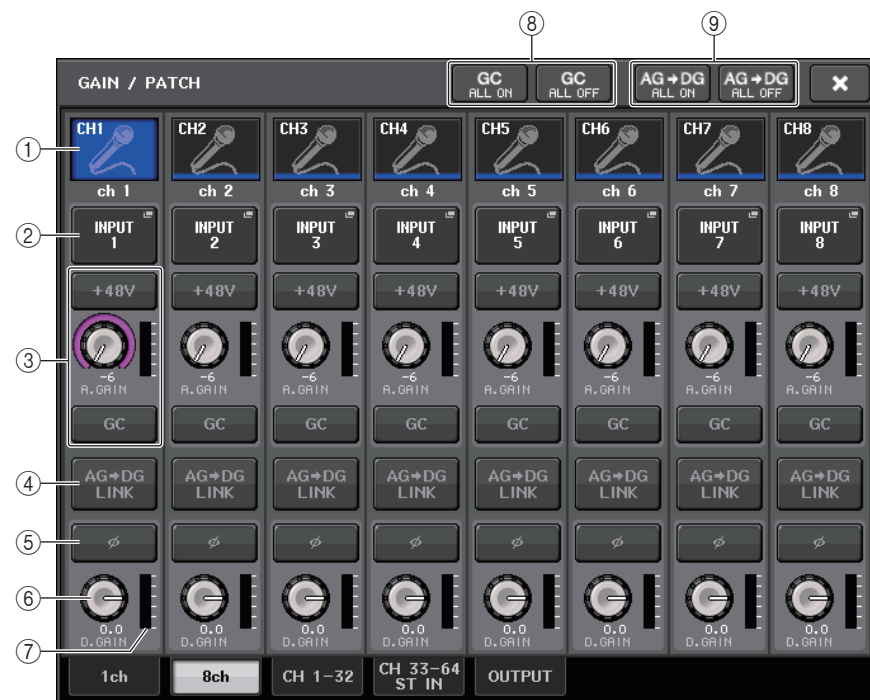 ⑧ ⑨
GAIN / PATCH
GC
ALL ON
GC
ALL OFF
AG➔DG
ALL ON
AG➔DG
ALL OFF
✖
①
CH1 CH2 CH3 CH4 CH5 CH6 CH7 CH8
ch 1 ch 2 ch 3 ch 4 ch 5 ch 6 ch 7 ch 8
②
INPUT INPUT INPUT INPUT INPUT INPUT INPUT INPUT
1 2 3 4 5 6 7 8
+48V +48V +48V +48V +48V +48V +48V +48V
③
-6 -6 -6 -6 -6 -6 -6 -6
A.GAIN A.GAIN A.GAIN A.GAIN A.GAIN A.GAIN A.GAIN A.GAIN
GC GC GC GC GC GC GC GC
④
AG➔DG AG➔DG AG➔DG AG➔DG AG➔DG AG➔DG AG➔DG AG➔DG
LINK LINK LINK LINK LINK LINK LINK LINK
⑤ ø ø ø ø ø ø ø ø
⑥
0.0 0.0 0.0 0.0 0.0 0.0 0.0 0.0
⑦ D.GAIN D.GAIN D.GAIN D.GAIN D.GAIN D.GAIN D.GAIN D.GAIN
1ch
8ch
CH 1-32
CH 33-64
ST IN
OUTPUT